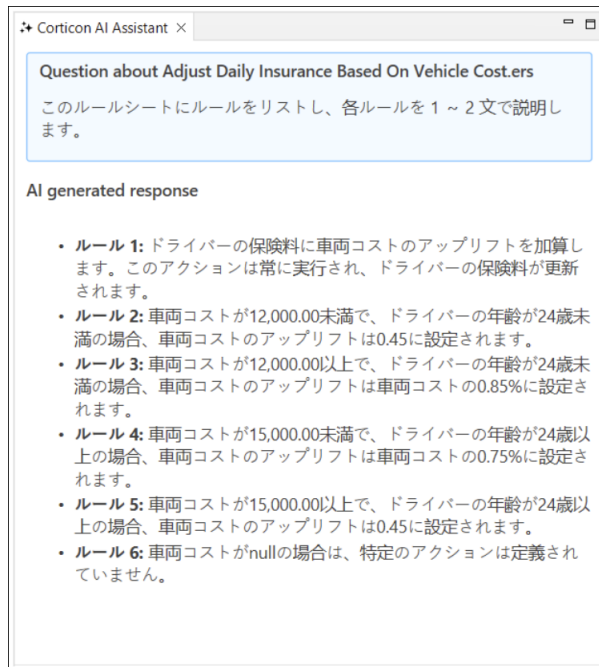 Corticon AI Assistant
Question about Adjust Daily Insurance Based On Vehicle Cost.ers
このルールシートにルールをリストし、各ルールを 1 ~ 2 文で説明し
ます。
AI generated response
• ルール 1: ドライバーの保険料に車両コストのアップリフトを加算し
ます。このアクションは常に実行され、ドライバーの保険料が更新
されます。
• ルール 2: 車両コストが12,000.00未満で、ドライバーの年齢が24歳未
満の場合、車両コストのアップリフトは0.45に設定されます。
• ルール 3: 車両コストが12,000.00以上で、ドライバーの年齢が24歳未
満の場合、車両コストのアップリフトは車両コストの0.85%に設定さ
れます。
• ルール 4: 車両コストが15,000.00未満で、ドライバーの年齢が24歳以
上の場合、車両コストのアップリフトは車両コストの0.75%に設定さ
れます。
• ルール 5: 車両コストが15,000.00以上で、ドライバーの年齢が24歳以
上の場合、車両コストのアップリフトは0.45に設定されます。
• ルール 6: 車両コストがnullの場合は、特定のアクションは定義され
ていません。